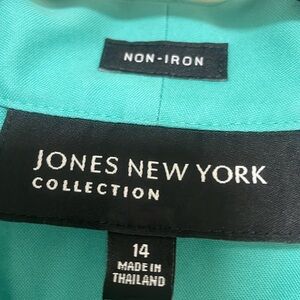 NON-IRON
JONES NEW YORK
COLLECTION
14
MADE IN
THAILAND